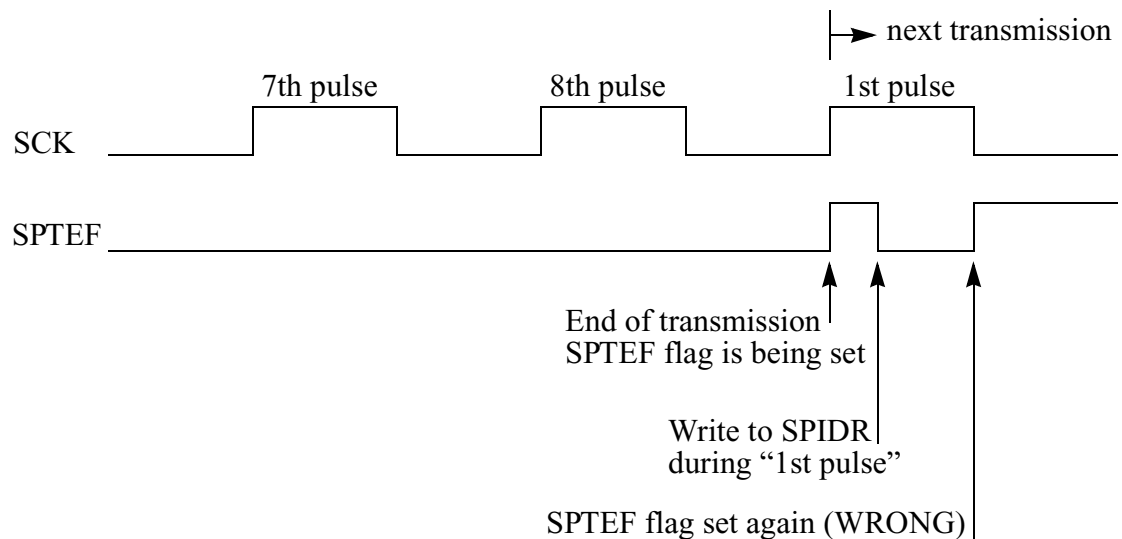 next transmission
7th pulse
8th pulse
1st pulse
SCK
SPTEF
End of transmission
SPTEF flag is being set
Write to SPIDR
during “1st pulse”
SPTEF flag set again (WRONG)